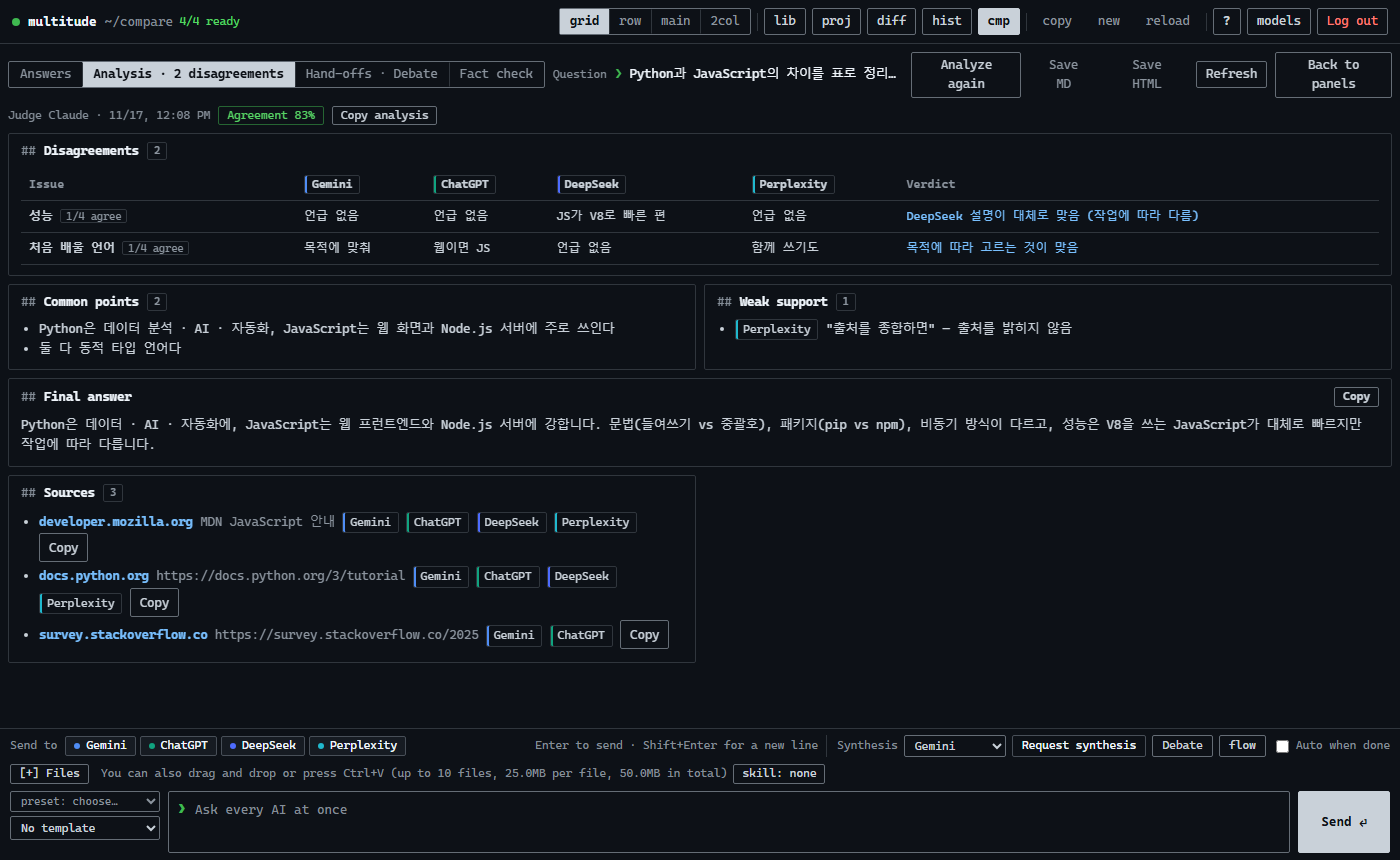 multitude ~/compare 4/4 ready grid row main 2col lib proj diff hist cmp copy new reload ? models Log out
Answers Analysis · 2 disagreements Hand-offs · Debate Fact check Question ❯ Python과 JavaScript의 차이를 표로 정리… Analyze again Save MD Save HTML Refresh Back to panels
Judge Claude · 11/17, 12:08 PM Agreement 83% Copy analysis
## Disagreements 2
Issue Gemini ChatGPT DeepSeek Perplexity Verdict
성능 1/4 agree 언급 없음 언급 없음 JS가 V8로 빠른 편 언급 없음 DeepSeek 설명이 대체로 맞음 (작업에 따라 다름)
처음 배울 언어 1/4 agree 목적에 맞춰 웹이면 JS 언급 없음 함께 쓰기도 목적에 따라 고르는 것이 맞음
## Common points 2
• Python은 데이터 분석 · AI · 자동화, JavaScript는 웹 화면과 Node.js 서버에 주로 쓰인다
• 둘 다 동적 타입 언어다
## Weak support 1
• Perplexity "출처를 종합하면" — 출처를 밝히지 않음
## Final answer Copy
Python은 데이터 · AI · 자동화에, JavaScript는 웹 프런트엔드와 Node.js 서버에 강합니다. 문법(들여쓰기 vs 중괄호), 패키지(pip vs npm), 비동기 방식이 다르고, 성능은 V8을 쓰는 JavaScript가 대체로 빠르지만
작업에 따라 다릅니다.
## Sources 3
• developer.mozilla.org MDN JavaScript 안내 Gemini ChatGPT DeepSeek Perplexity
Copy
• docs.python.org https://docs.python.org/3/tutorial Gemini ChatGPT DeepSeek
Perplexity Copy
• survey.stackoverflow.co https://survey.stackoverflow.co/2025 Gemini ChatGPT Copy
Send to Gemini ChatGPT DeepSeek Perplexity Enter to send · Shift+Enter for a new line Synthesis Gemini Request synthesis Debate flow Auto when done
[+] Files You can also drag and drop or press Ctrl+V (up to 10 files, 25.0MB per file, 50.0MB in total) skill: none
preset: choose…
No template
❯ Ask every AI at once
Send ⏎